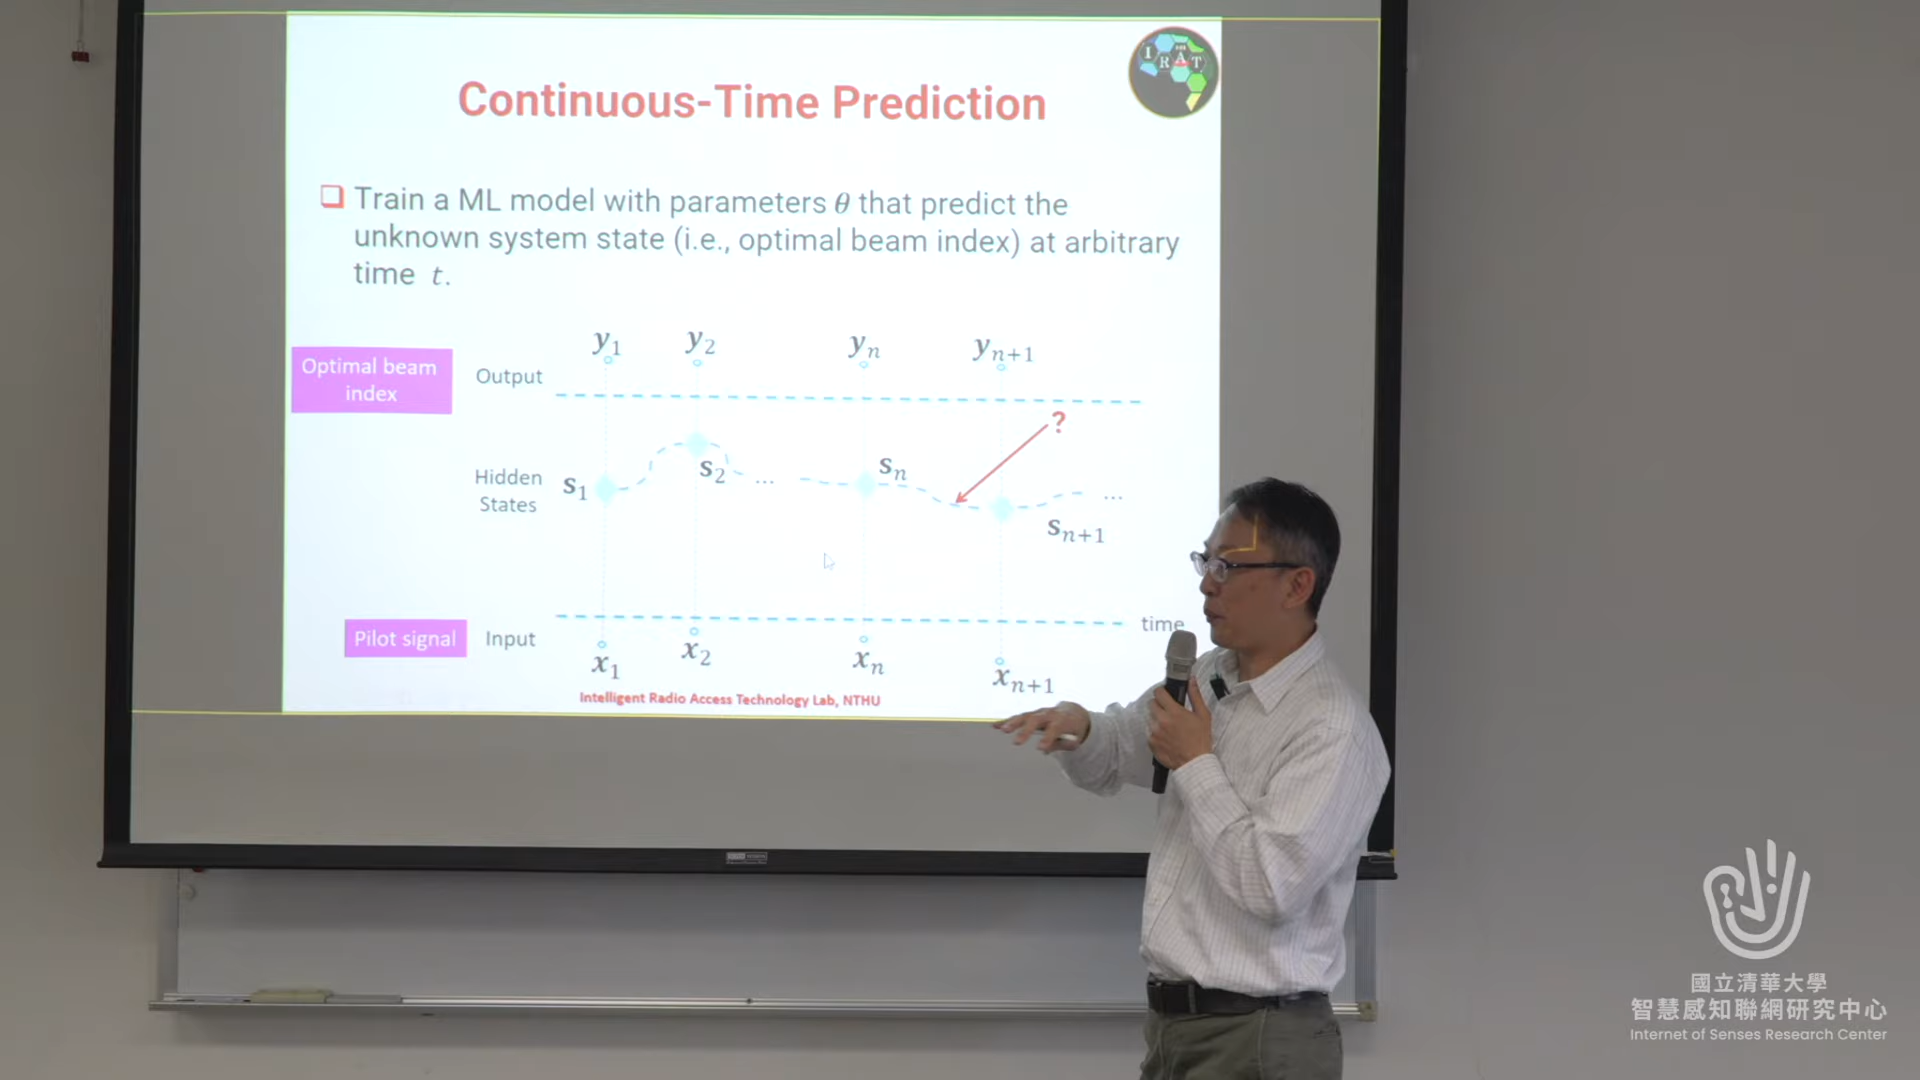 I R A T
Continuous-Time Prediction
Train a ML model with parameters θ that predict the
unknown system state (i.e., optimal beam index) at arbitrary
time t.
y1 y2 yn yn+1
Optimal beam
index
Output
?
Hidden
States
s1 s2 ... sn sn+1 ...
time
Pilot signal
Input
x1 x2 xn xn+1
Intelligent Radio Access Technology Lab, NTHU
國立清華大學
智慧感知聯網研究中心
Internet of Senses Research Center